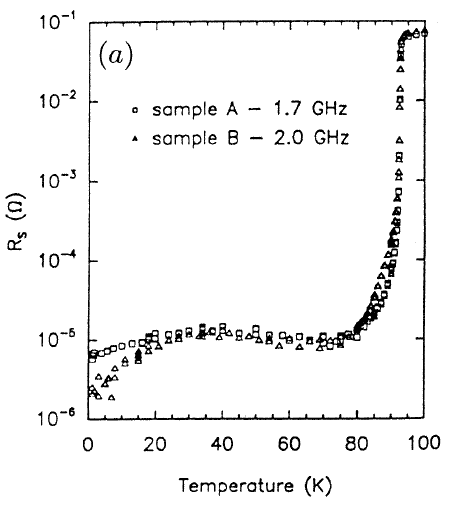 (a)
10⁻¹
10⁻²
10⁻³
10⁻⁴
10⁻⁵
10⁻⁶
Rₛ (Ω)
□ sample A – 1.7 GHz
▲ sample B – 2.0 GHz
0 20 40 60 80 100
Temperature (K)